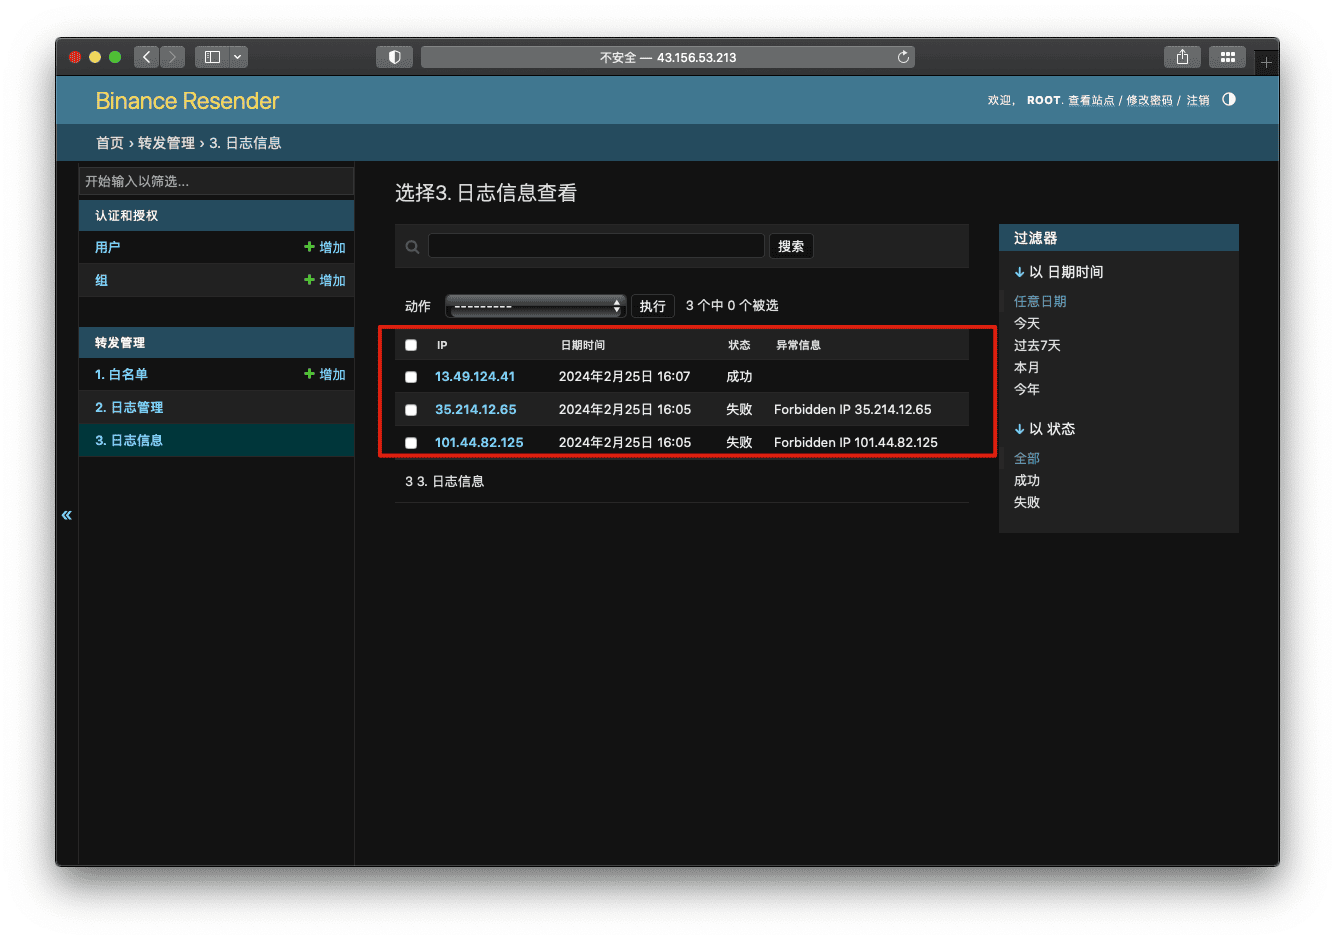 不安全 — 43.156.53.213
Binance Resender
欢迎, ROOT. 查看站点 / 修改密码 / 注销
首页 › 转发管理 › 3. 日志信息
开始输入以筛选...
认证和授权
用户 增加
组 增加
转发管理
1. 白名单 增加
2. 日志管理
3. 日志信息
选择3. 日志信息查看
搜索
动作 --------- 执行 3 个中 0 个被选
IP 日期时间 状态 异常信息
13.49.124.41 2024年2月25日 16:07 成功
35.214.12.65 2024年2月25日 16:05 失败 Forbidden IP 35.214.12.65
101.44.82.125 2024年2月25日 16:05 失败 Forbidden IP 101.44.82.125
3 3. 日志信息
过滤器
↓ 以 日期时间
任意日期
今天
过去7天
本月
今年
↓ 以 状态
全部
成功
失败